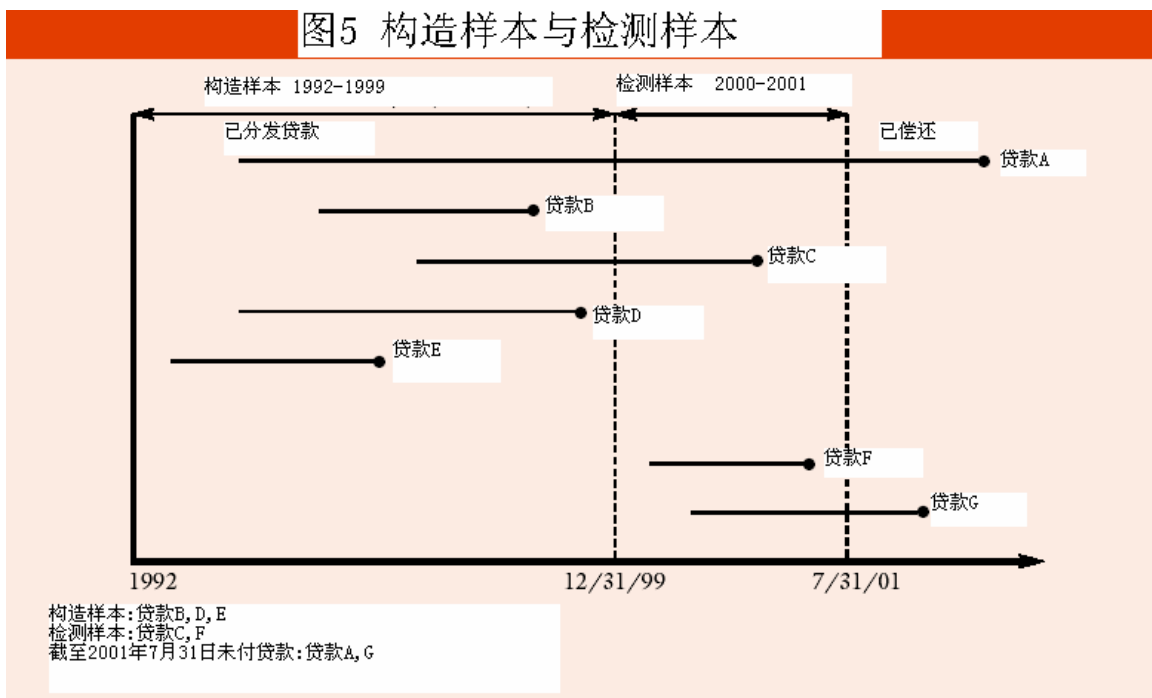 图5 构造样本与检测样本
构造样本 1992-1999
检测样本 2000-2001
已分发贷款
已偿还
贷款A
贷款B
贷款C
贷款D
贷款E
贷款F
贷款G
1992
12/31/99
7/31/01
构造样本:贷款B,D,E
检测样本:贷款C,F
截至2001年7月31日未付贷款:贷款A,G